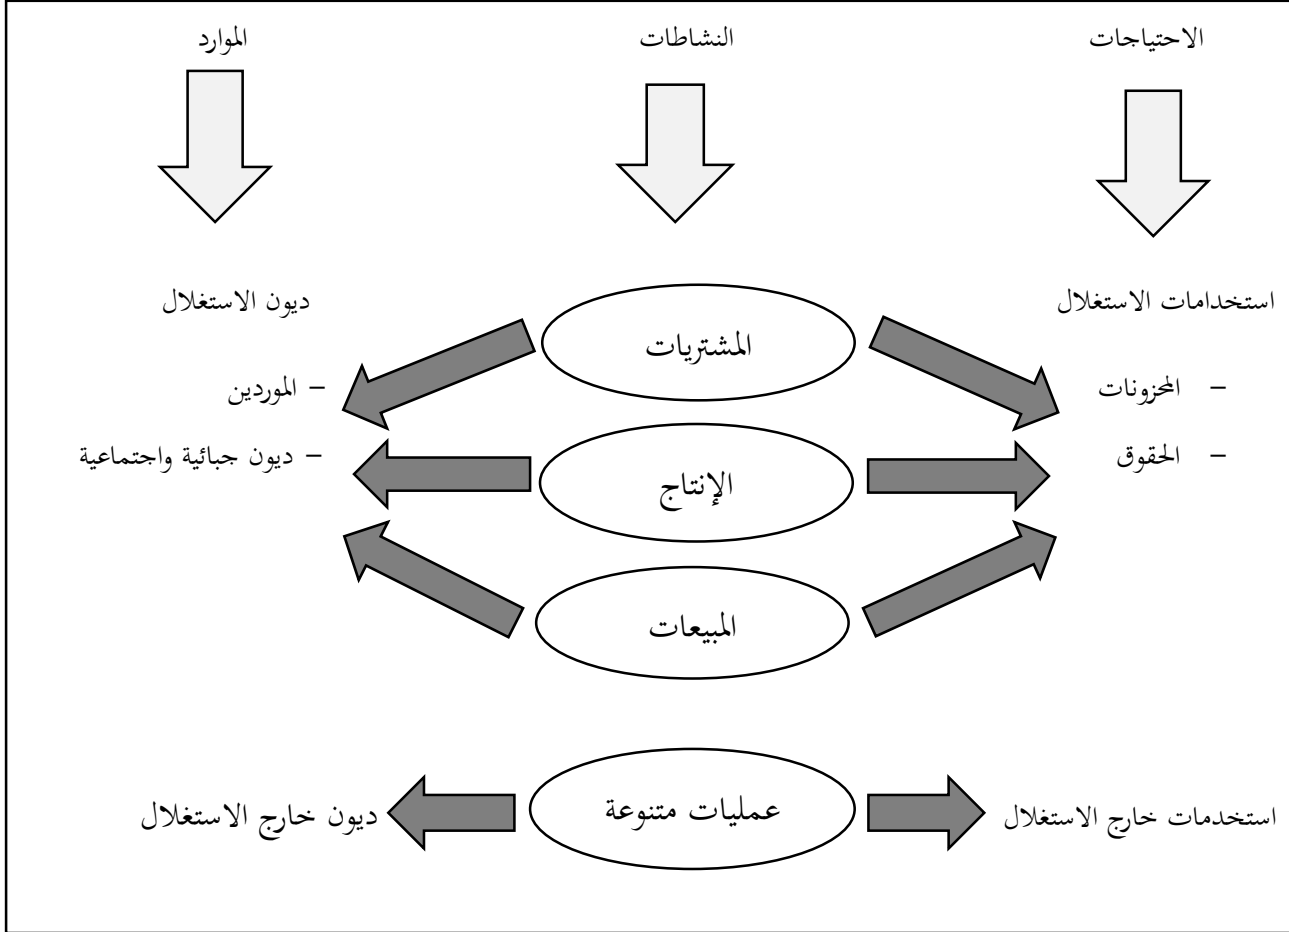 الاحتياجات
النشاطات
الموارد
استخدامات الاستغلال
ديون الاستغلال
المشتريات
– المخزونات
– الموردين
– الحقوق
– ديون جبائية واجتماعية
الإنتاج
المبيعات
استخدمات خارج الاستغلال
عمليات متنوعة
ديون خارج الاستغلال